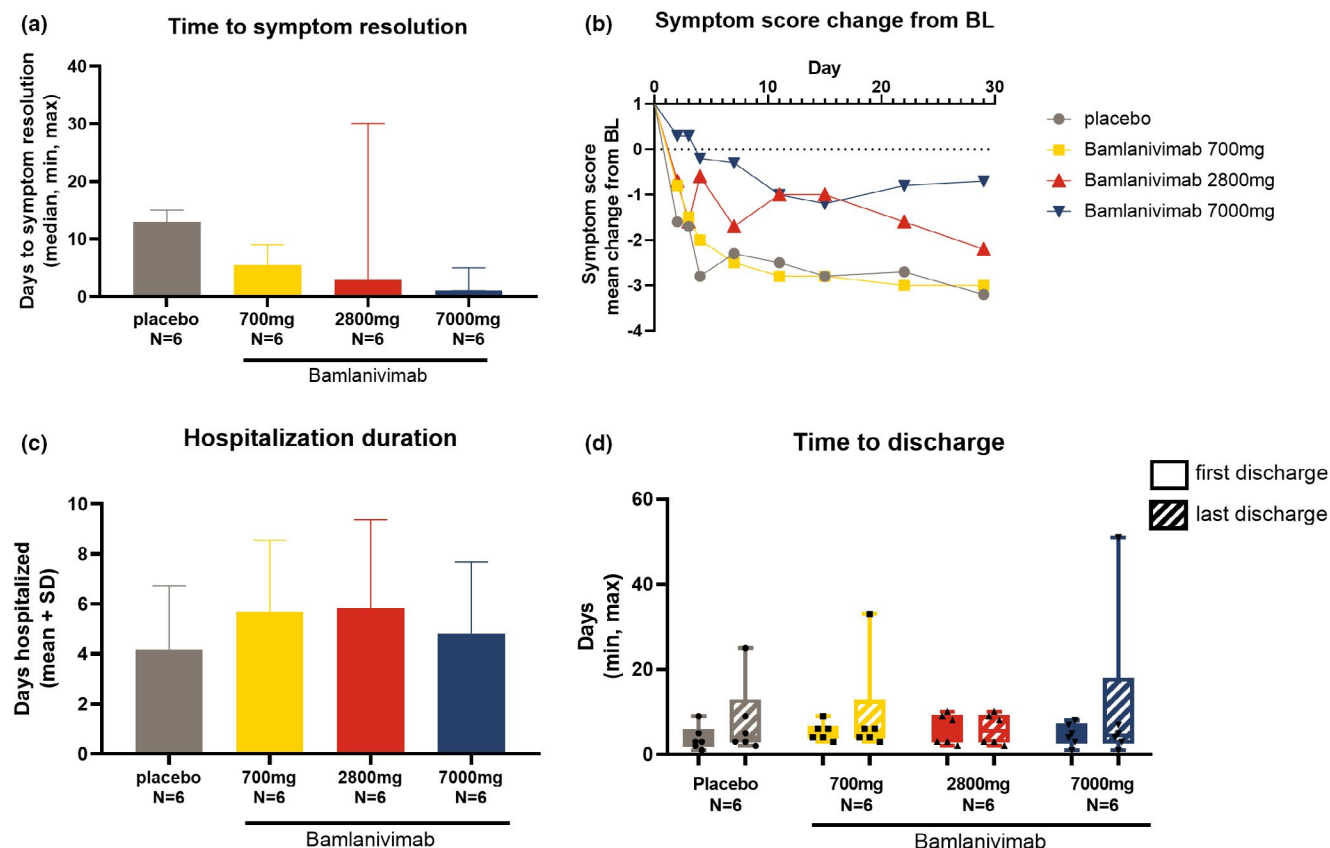 (a)
Time to symptom resolution
Days to symptom resolution
(median, min, max)
40
30
20
10
0
placebo
N=6
700mg
N=6
2800mg
N=6
7000mg
N=6
Bamlanivimab
(b)
Symptom score change from BL
Day
0
10
20
30
Symptom score
mean change from BL
1
0
-1
-2
-3
-4
placebo
Bamlanivimab 700mg
Bamlanivimab 2800mg
Bamlanivimab 7000mg
(c)
Hospitalization duration
Days hospitalized
(mean + SD)
10
8
6
4
2
0
placebo
N=6
700mg
N=6
2800mg
N=6
7000mg
N=6
Bamlanivimab
(d)
Time to discharge
first discharge
last discharge
Days
(min, max)
60
40
20
0
Placebo
N=6
700mg
N=6
2800mg
N=6
7000mg
N=6
Bamlanivimab